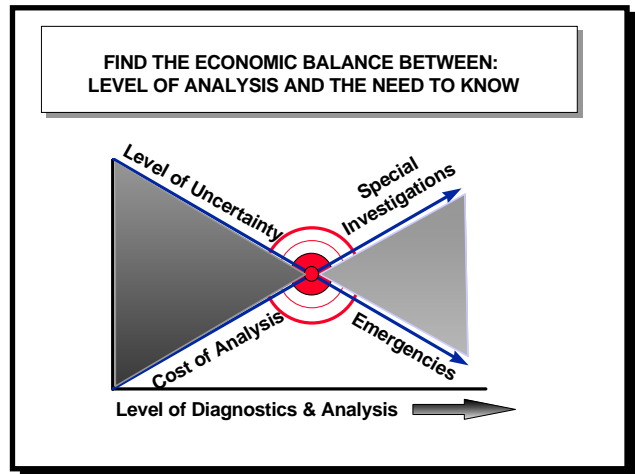 FIND THE ECONOMIC BALANCE BETWEEN:
LEVEL OF ANALYSIS AND THE NEED TO KNOW
Level of Uncertainty
Special
Investigations
Cost of Analysis
Emergencies
Level of Diagnostics & Analysis